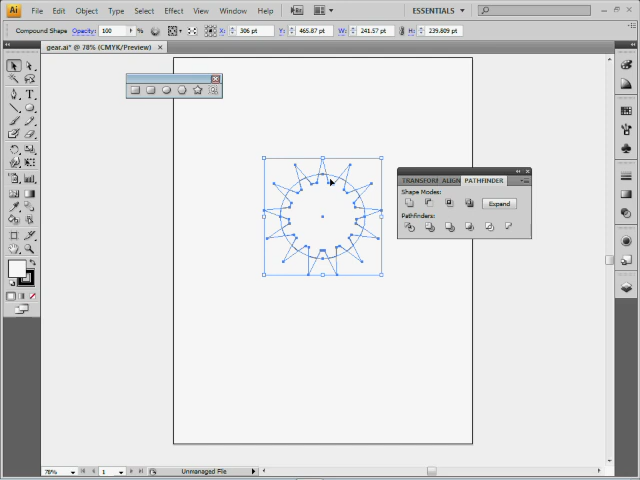 Ai File Edit Object Type Select Effect View Window Help Br ESSENTIALS
Compound Shape Opacity: 100 % X: 306 pt Y: 465.87 pt W: 241.57 pt H: 239.809 pt
gear.ai* @ 78% (CMYK/Preview)
TRANSFORM ALIGN PATHFINDER
Shape Modes:
Expand
Pathfinders:
78% 1 Unmanaged File